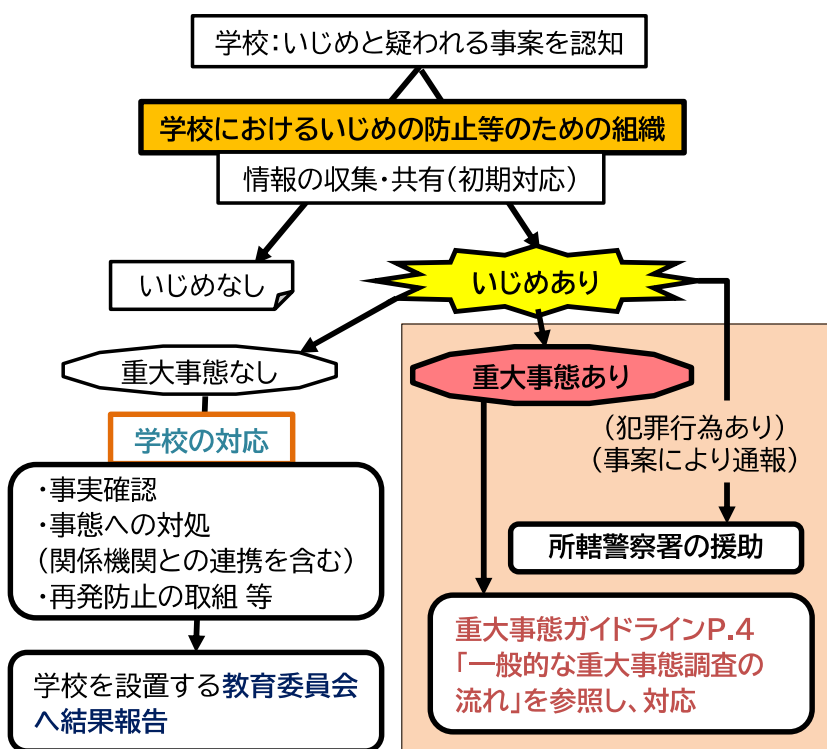 学校:いじめと疑われる事案を認知
学校におけるいじめの防止等のための組織
情報の収集・共有(初期対応)
いじめなし
いじめあり
重大事態なし
重大事態あり
学校の対応
(犯罪行為あり)
(事案により通報)
・事実確認
・事態への対処
(関係機関との連携を含む)
・再発防止の取組 等
所轄警察署の援助
学校を設置する教育委員会
へ結果報告
重大事態ガイドラインP.4
「一般的な重大事態調査の
流れ」を参照し、対応